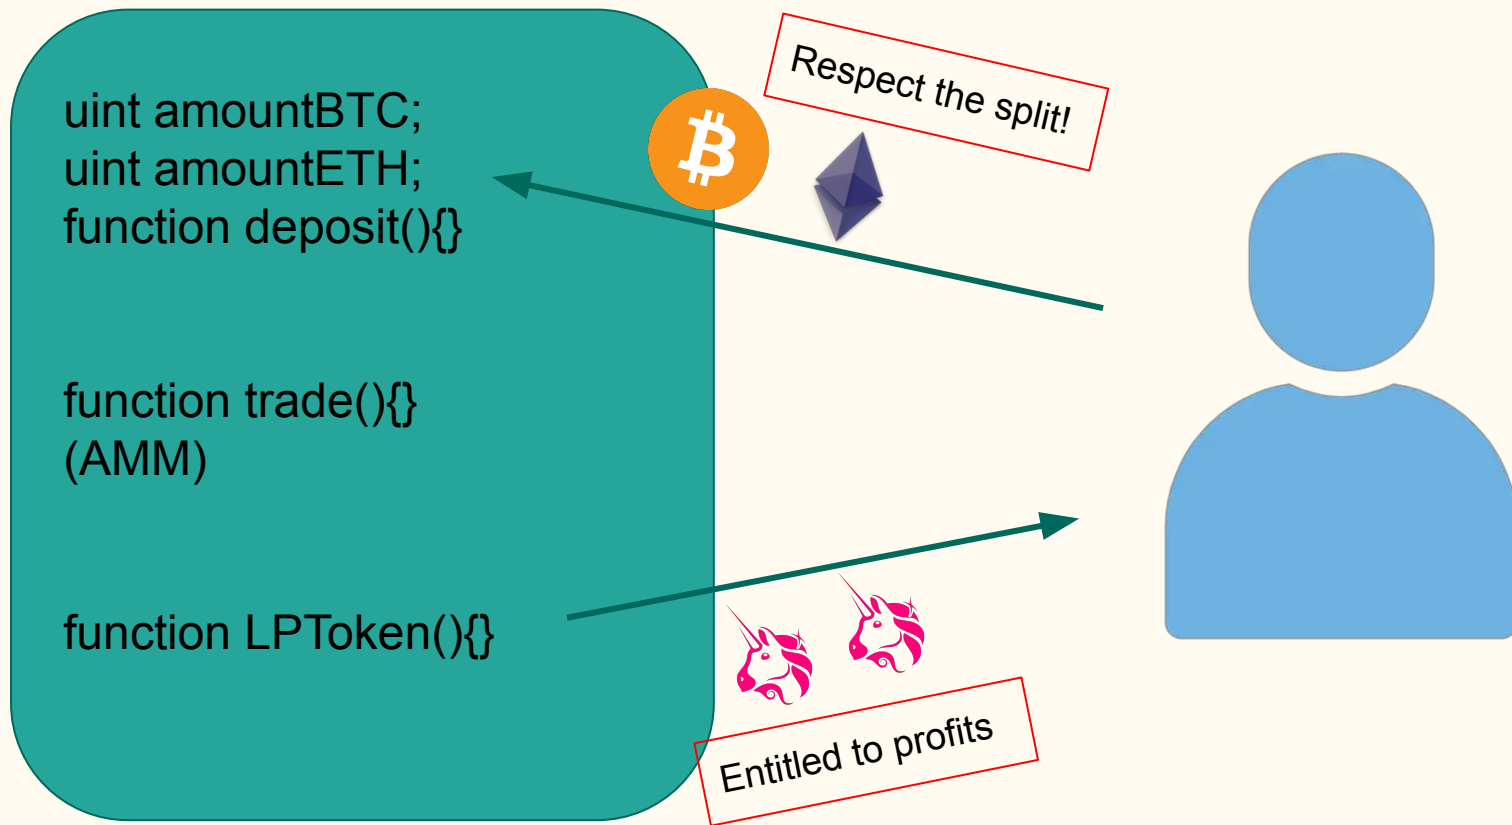 uint amountBTC;
uint amountETH;
function deposit(){}
function trade(){}
(AMM)
function LPToken(){}
Respect the split!
Entitled to profits